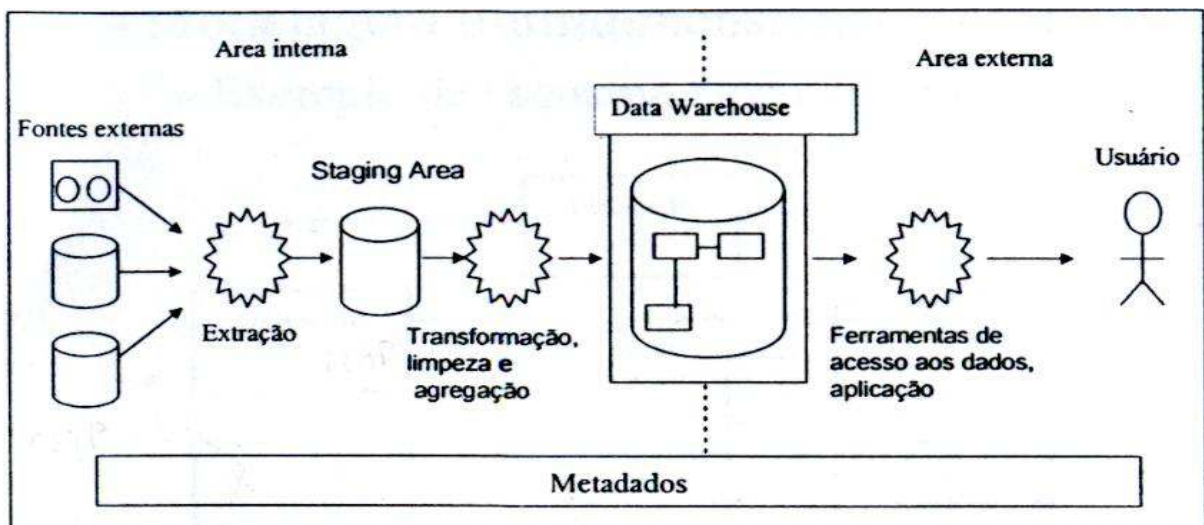 Area interna
Area externa
Data Warehouse
Fontes externas
Usuário
Staging Area
Extração
Transformação,
limpeza e
agregação
Ferramentas de
acesso aos dados,
aplicação
Metadados